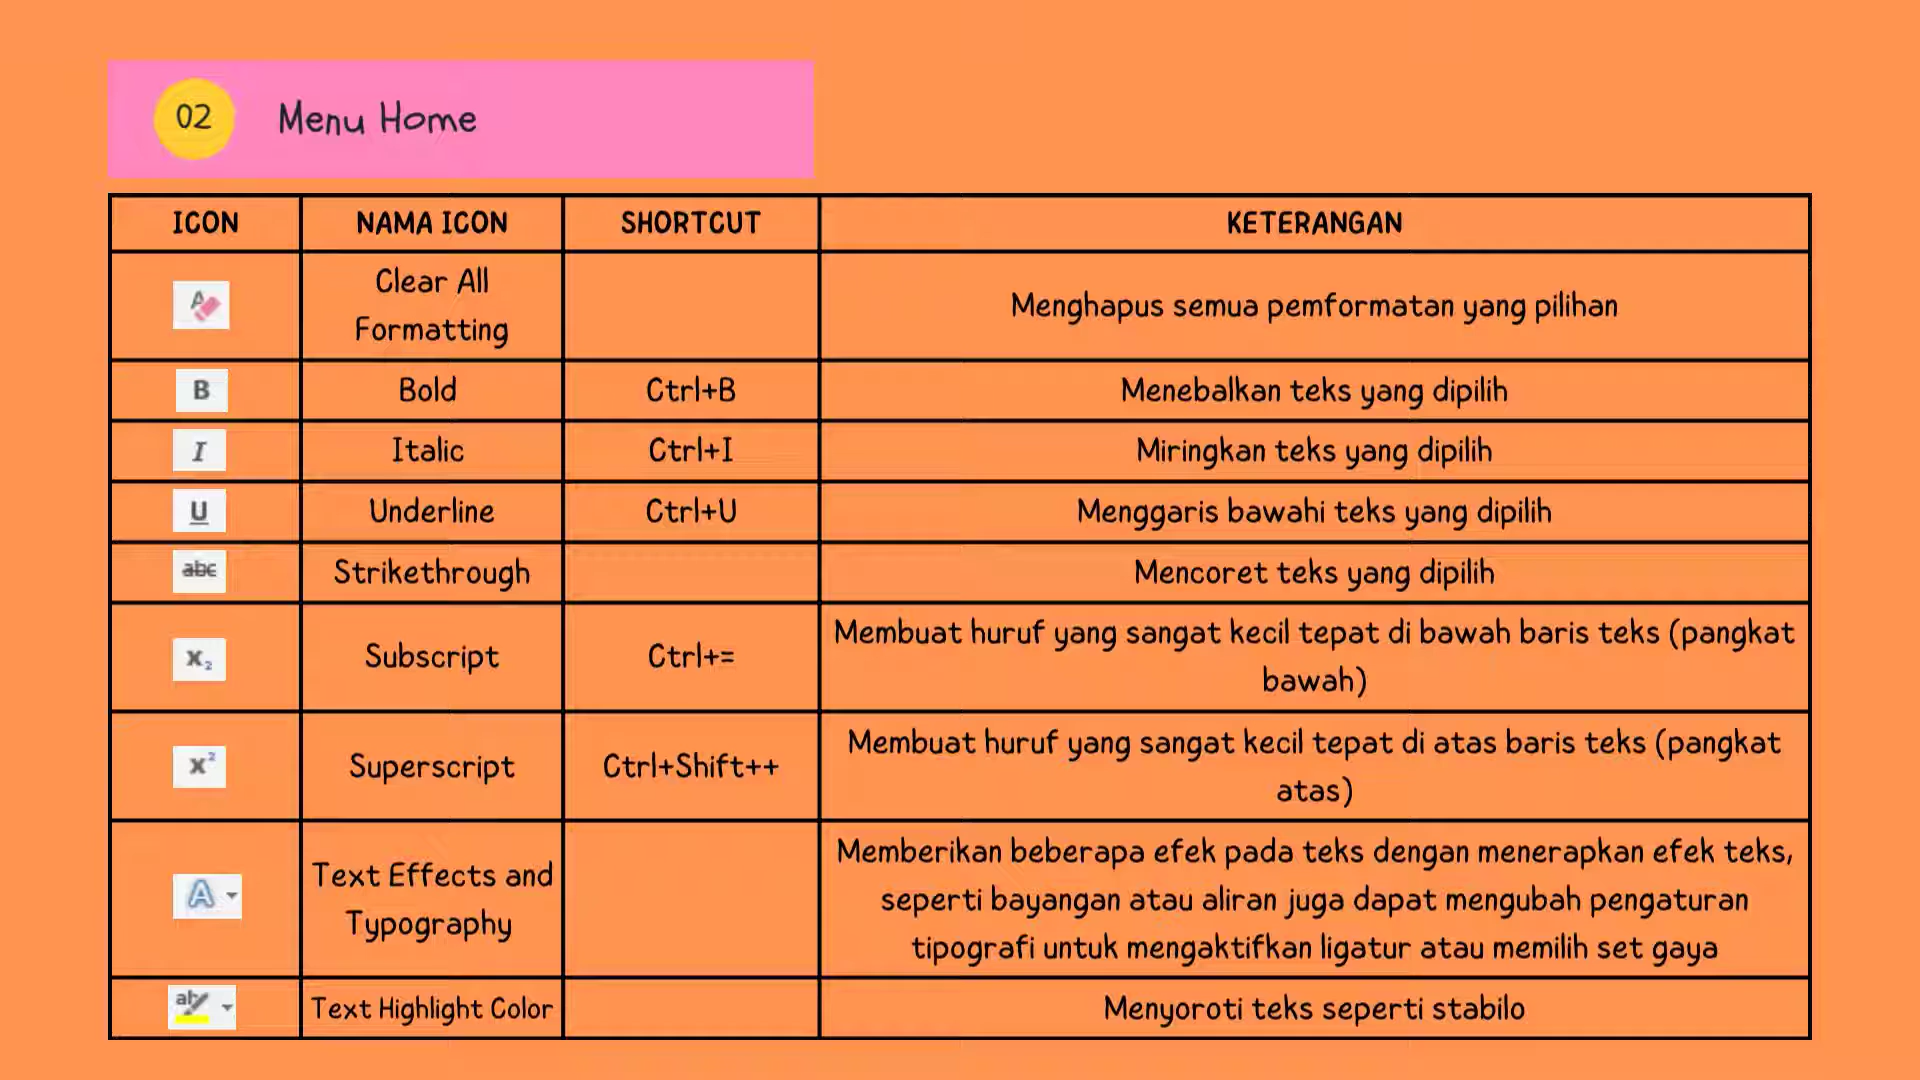 02 Menu Home
ICON NAMA ICON SHORTCUT KETERANGAN
A Clear All
Formatting Menghapus semua pemformatan yang pilihan
B Bold Ctrl+B Menebalkan teks yang dipilih
I Italic Ctrl+I Miringkan teks yang dipilih
U Underline Ctrl+U Menggaris bawahi teks yang dipilih
abc Strikethrough Mencoret teks yang dipilih
X₂ Subscript Ctrl+= Membuat huruf yang sangat kecil tepat di bawah baris teks (pangkat
bawah)
X² Superscript Ctrl+Shift++ Membuat huruf yang sangat kecil tepat di atas baris teks (pangkat
atas)
A Text Effects and
Typography Memberikan beberapa efek pada teks dengan menerapkan efek teks,
seperti bayangan atau aliran juga dapat mengubah pengaturan
tipografi untuk mengaktifkan ligatur atau memilih set gaya
ab Text Highlight Color Menyoroti teks seperti stabilo